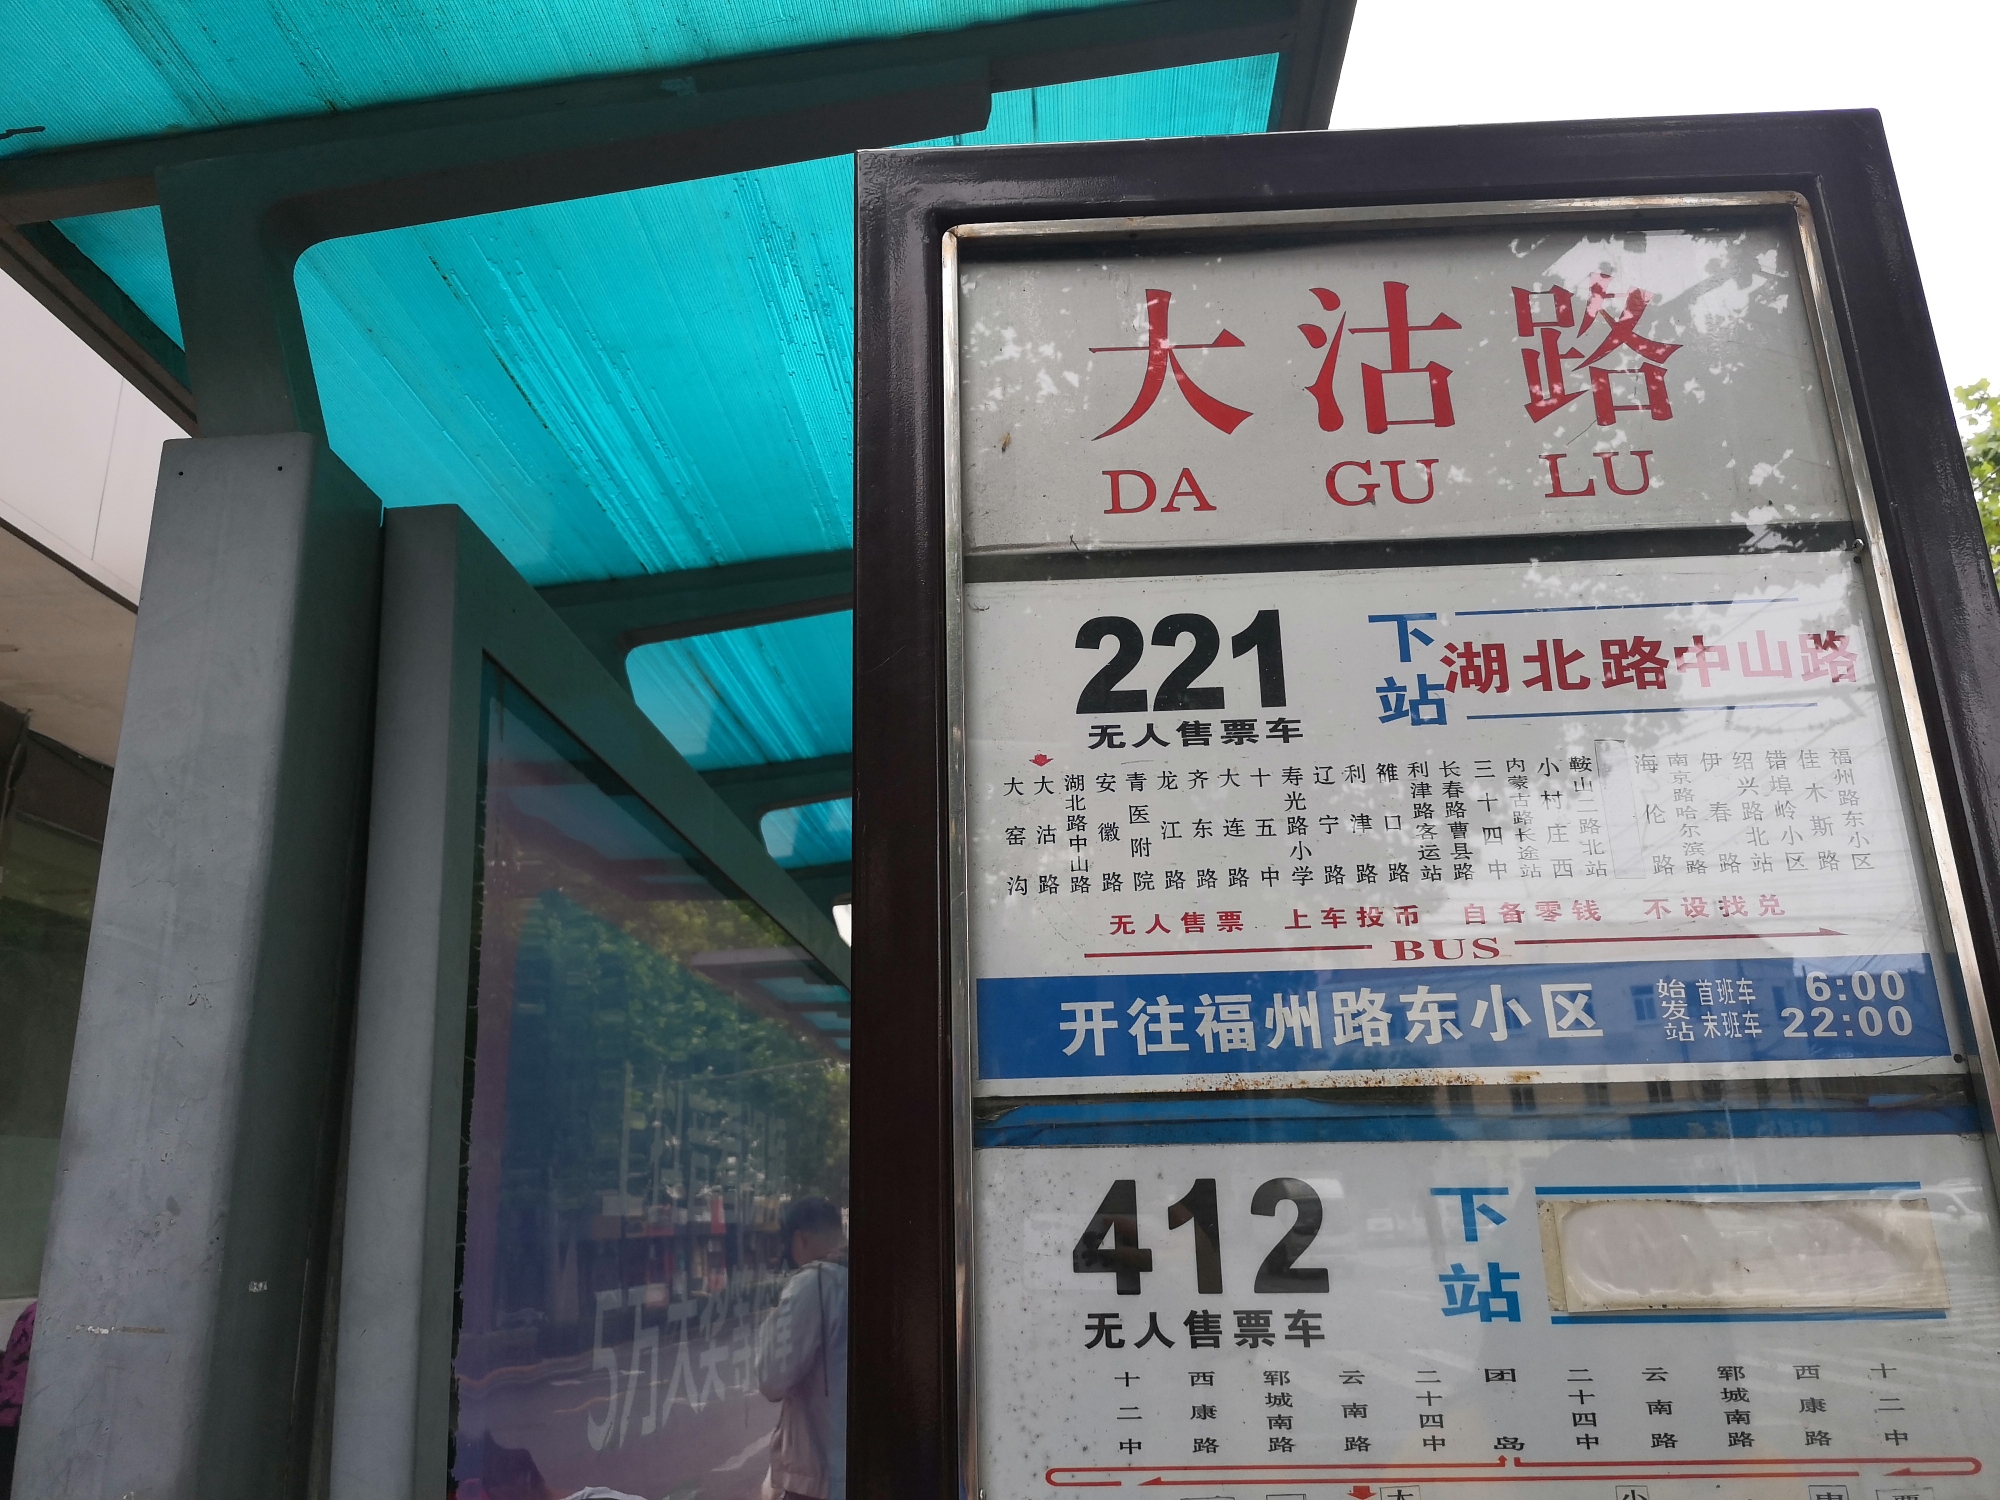 大沽路
DA GU LU
221
无人售票车
下站
湖北路中山路
大窑沟
大沽路
湖北路中山路
安徽路
青医附院
龙江路
齐东路
大连路
十五中
寿光路小学
辽宁路
利津路
雒口路
利津路客运站
长春路曹县路
三十四中
内蒙古路长途站
小村庄西
鞍山二路北站
海伦路
南京路哈尔滨路
伊春路
绍兴路北站
错埠岭小区
佳木斯路
福州路东小区
无人售票 上车投币 自备零钱 不设找兑
BUS
开往福州路东小区
始发站
首班车 6:00
末班车 22:00
412
无人售票车
下站
十二中
西康路
郓城南路
云南路
二十四中
团岛
二十四中
云南路
郓城南路
西康路
十二中